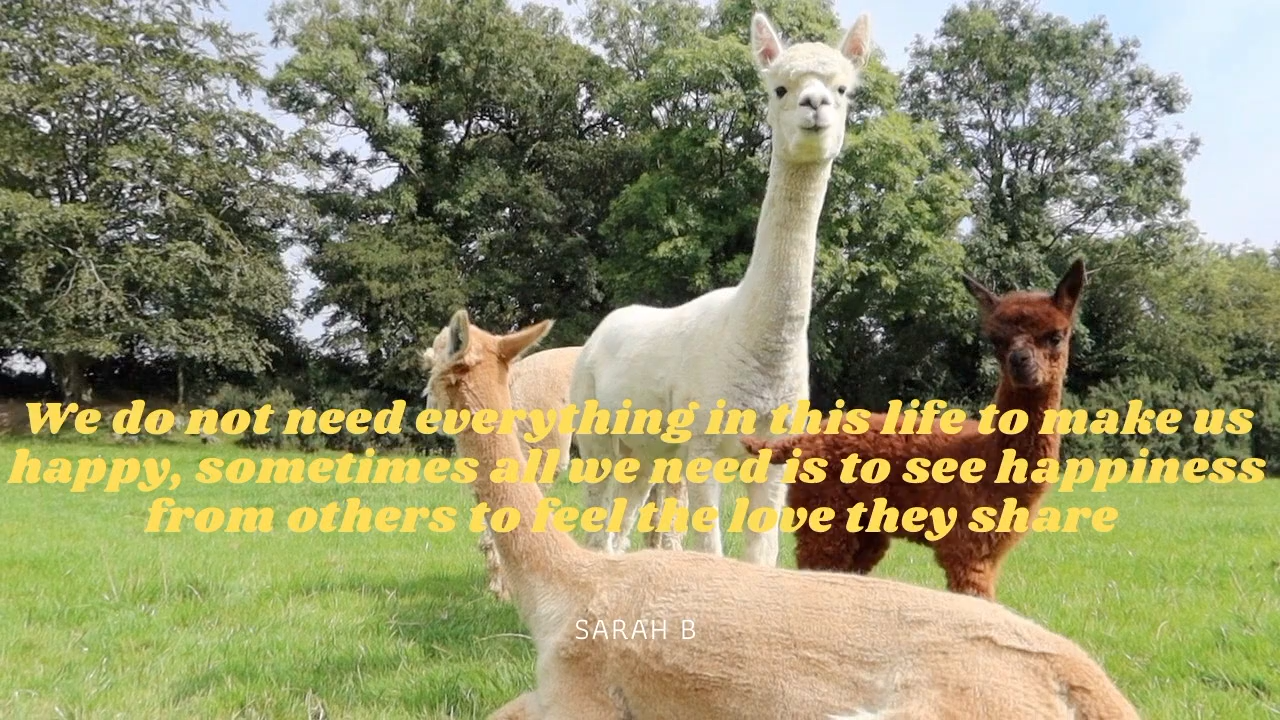 We do not need everything in this life to make us
happy, sometimes all we need is to see happiness
from others to feel the love they share
SARAH B